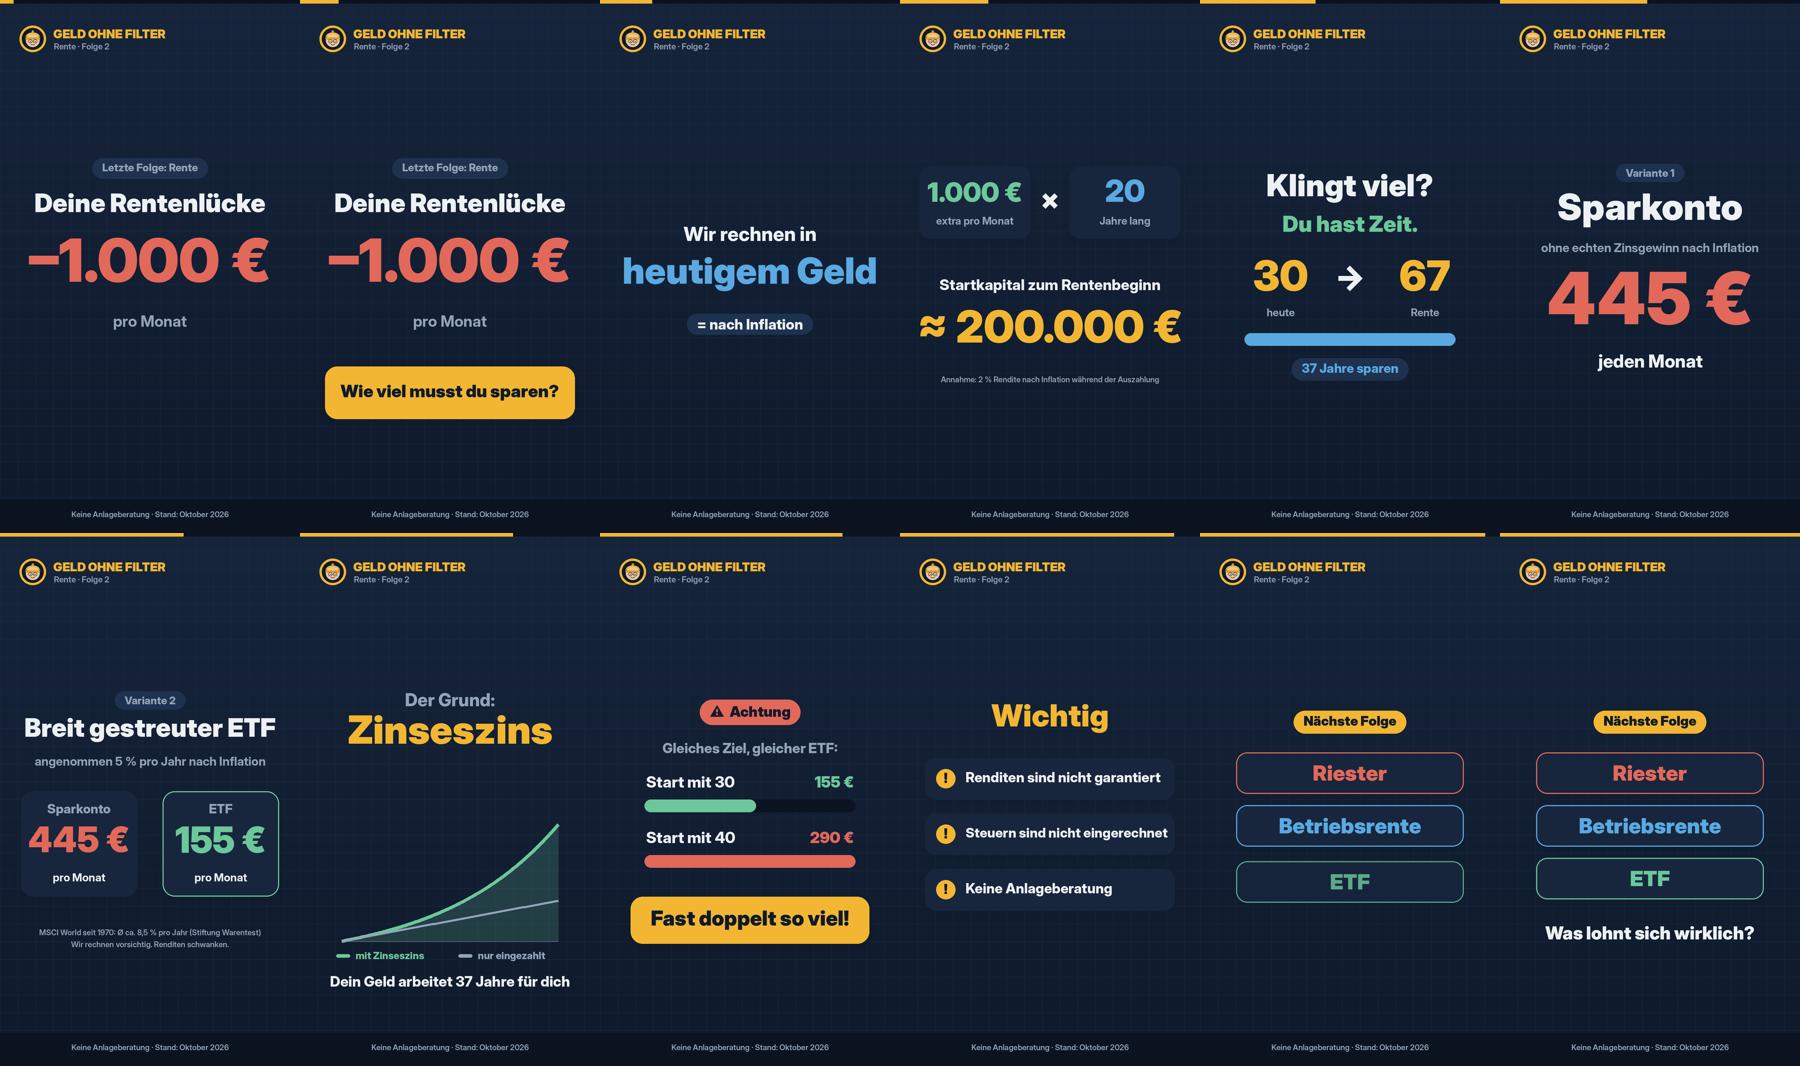 GELD OHNE FILTER
Rente · Folge 2
Letzte Folge: Rente
Deine Rentenlücke
–1.000 €
pro Monat
Keine Anlageberatung · Stand: Oktober 2026
GELD OHNE FILTER
Rente · Folge 2
Letzte Folge: Rente
Deine Rentenlücke
–1.000 €
pro Monat
Wie viel musst du sparen?
Keine Anlageberatung · Stand: Oktober 2026
GELD OHNE FILTER
Rente · Folge 2
Wir rechnen in
heutigem Geld
= nach Inflation
Keine Anlageberatung · Stand: Oktober 2026
GELD OHNE FILTER
Rente · Folge 2
1.000 € × 20
extra pro Monat Jahre lang
Startkapital zum Rentenbeginn
≈ 200.000 €
Annahme: 2 % Rendite nach Inflation während der Auszahlung
Keine Anlageberatung · Stand: Oktober 2026
GELD OHNE FILTER
Rente · Folge 2
Klingt viel?
Du hast Zeit.
30 → 67
heute Rente
37 Jahre sparen
Keine Anlageberatung · Stand: Oktober 2026
GELD OHNE FILTER
Rente · Folge 2
Variante 1
Sparkonto
ohne echten Zinsgewinn nach Inflation
445 €
jeden Monat
Keine Anlageberatung · Stand: Oktober 2026
GELD OHNE FILTER
Rente · Folge 2
Variante 2
Breit gestreuter ETF
angenommen 5 % pro Jahr nach Inflation
Sparkonto ETF
445 € 155 €
pro Monat pro Monat
MSCI World seit 1970: Ø ca. 8,5 % pro Jahr (Stiftung Warentest)
Wir rechnen vorsichtig. Renditen schwanken.
Keine Anlageberatung · Stand: Oktober 2026
GELD OHNE FILTER
Rente · Folge 2
Der Grund:
Zinseszins
mit Zinseszins nur eingezahlt
Dein Geld arbeitet 37 Jahre für dich
Keine Anlageberatung · Stand: Oktober 2026
GELD OHNE FILTER
Rente · Folge 2
Achtung
Gleiches Ziel, gleicher ETF:
Start mit 30 155 €
Start mit 40 290 €
Fast doppelt so viel!
Keine Anlageberatung · Stand: Oktober 2026
GELD OHNE FILTER
Rente · Folge 2
Wichtig
! Renditen sind nicht garantiert
! Steuern sind nicht eingerechnet
! Keine Anlageberatung
Keine Anlageberatung · Stand: Oktober 2026
GELD OHNE FILTER
Rente · Folge 2
Nächste Folge
Riester
Betriebsrente
ETF
Keine Anlageberatung · Stand: Oktober 2026
GELD OHNE FILTER
Rente · Folge 2
Nächste Folge
Riester
Betriebsrente
ETF
Was lohnt sich wirklich?
Keine Anlageberatung · Stand: Oktober 2026